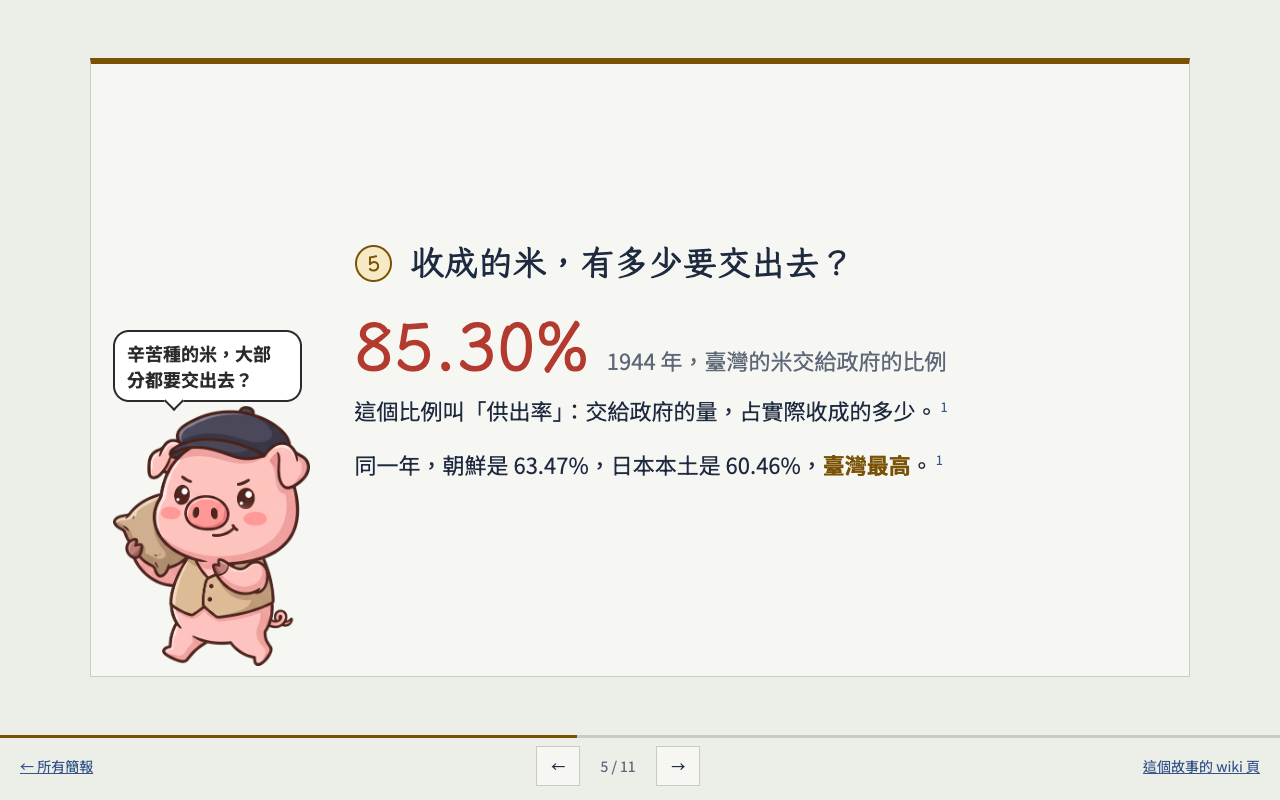 5 收成的米，有多少要交出去？
85.30% 1944 年，臺灣的米交給政府的比例
這個比例叫「供出率」：交給政府的量，占實際收成的多少。1
同一年，朝鮮是 63.47%，日本本土是 60.46%，臺灣最高。1
辛苦種的米，大部
分都要交出去？
← 所有簡報
←
5 / 11
→
這個故事的 wiki 頁